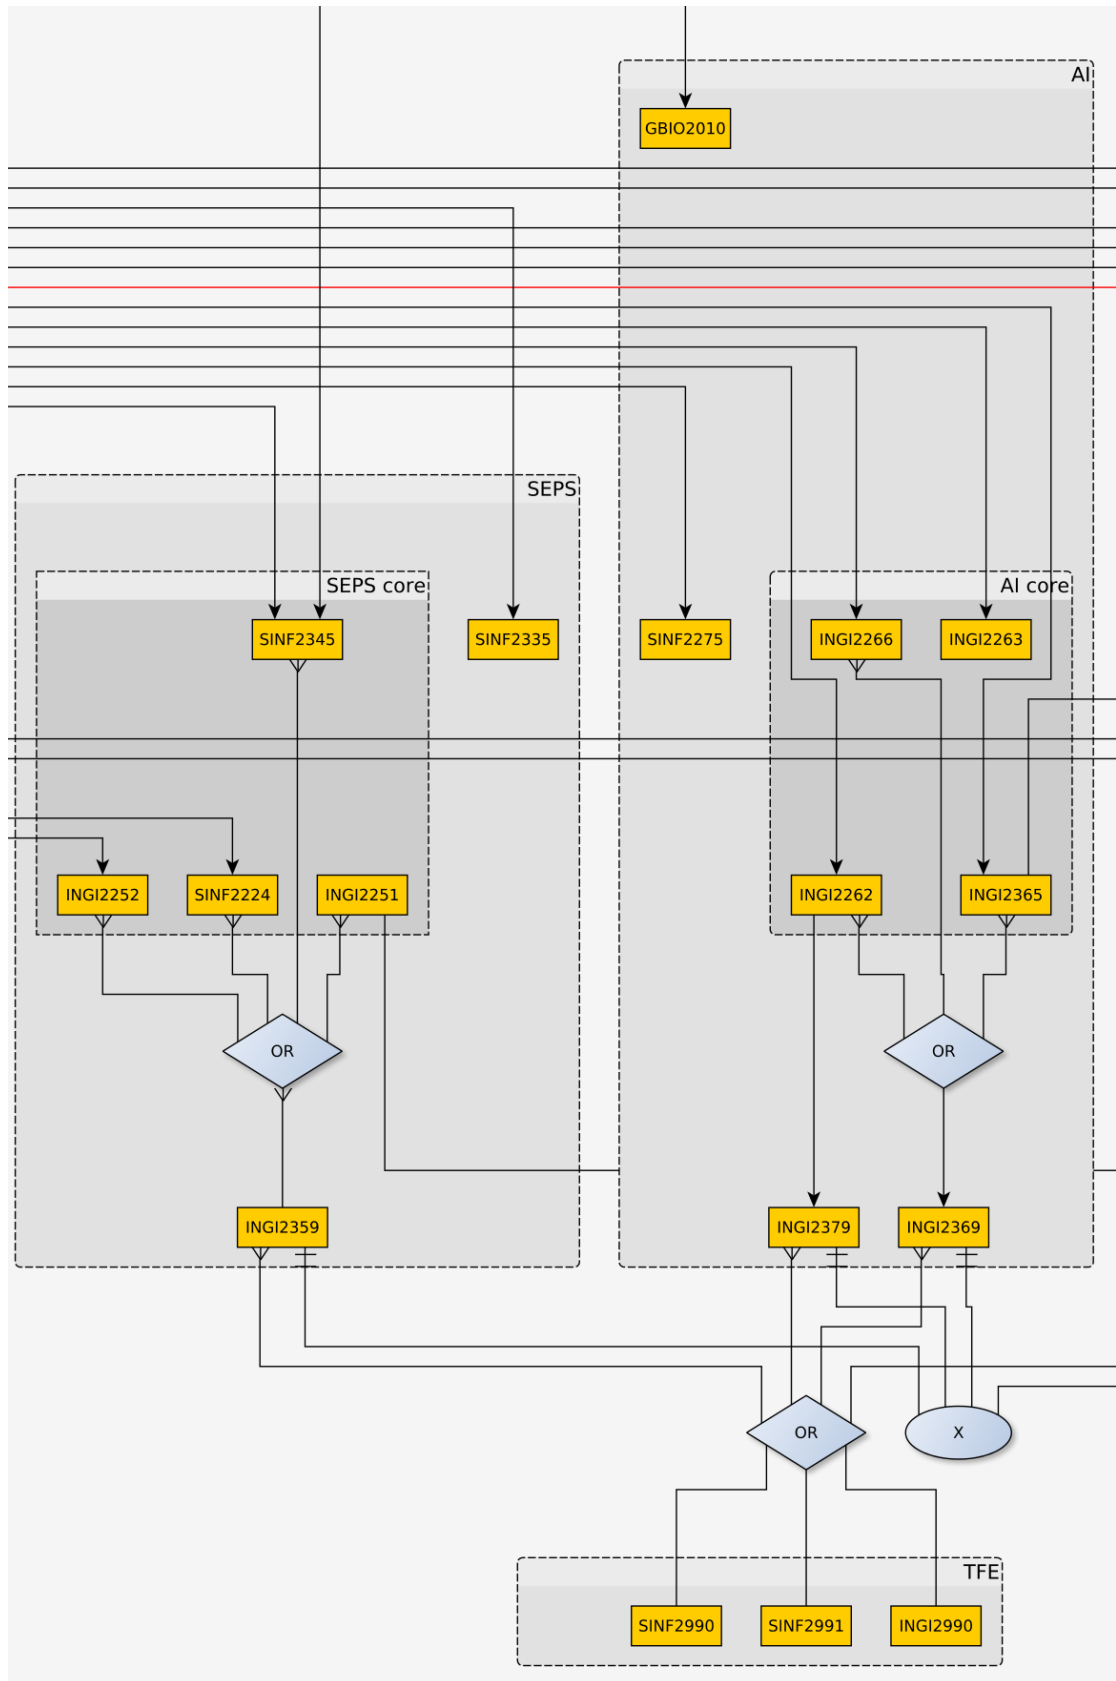 AI
GBIO2010
SEPS
SEPS core
AI core
SINF2345
SINF2335
SINF2275
INGI2266
INGI2263
INGI2252
SINF2224
INGI2251
INGI2262
INGI2365
OR
OR
INGI2359
INGI2379
INGI2369
OR
X
TFE
SINF2990
SINF2991
INGI2990